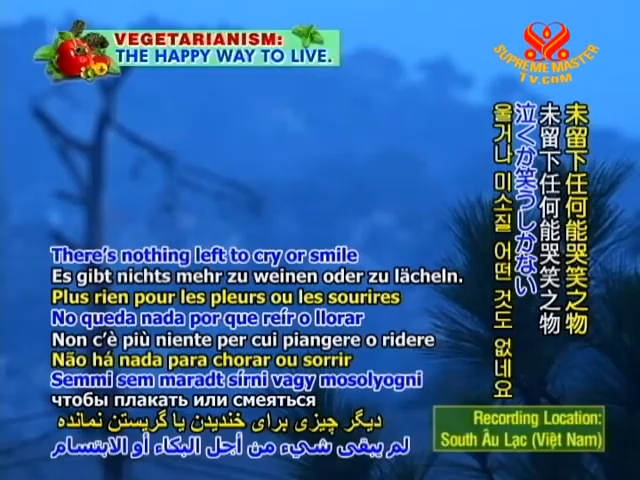 VEGETARIANISM:
THE HAPPY WAY TO LIVE.
SUPREME MASTER
TV.COM
未留下任何能哭笑之物
未留下任何能哭笑之物
泣くか笑うしかない
울거나 미소질 어떤 것도 없네요
There's nothing left to cry or smile
Es gibt nichts mehr zu weinen oder zu lächeln.
Plus rien pour les pleurs ou les sourires
No queda nada por que reír o llorar
Non c'è più niente per cui piangere o ridere
Não há nada para chorar ou sorrir
Semmi sem maradt sírni vagy mosolyogni
чтобы плакать или смеяться
دیگر چیزی برای خندیدن یا گریستن نمانده
لم يبقى شيء من أجل البكاء أو الابتسام
Recording Location:
South Âu Lạc (Việt Nam)